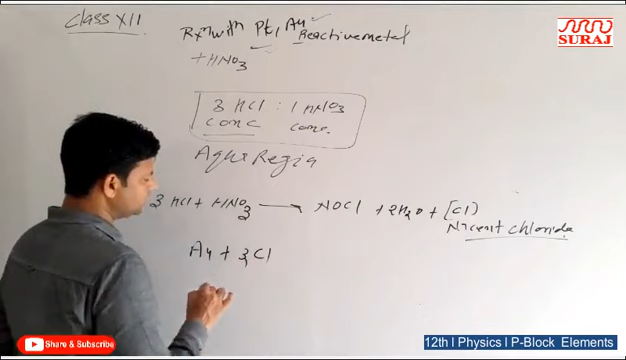 Class XII
Rxn with Pt, Au
Reactive metal
+ HNO3
3 HCl : 1 HNO3
conc conc.
Aqua Regia
3 HCl + HNO3 → NOCl + 2H2O + [Cl]
Nascent chloride
Au + 3Cl
SURAJ
Share & Subscribe
12th I Physics I P-Block Elements